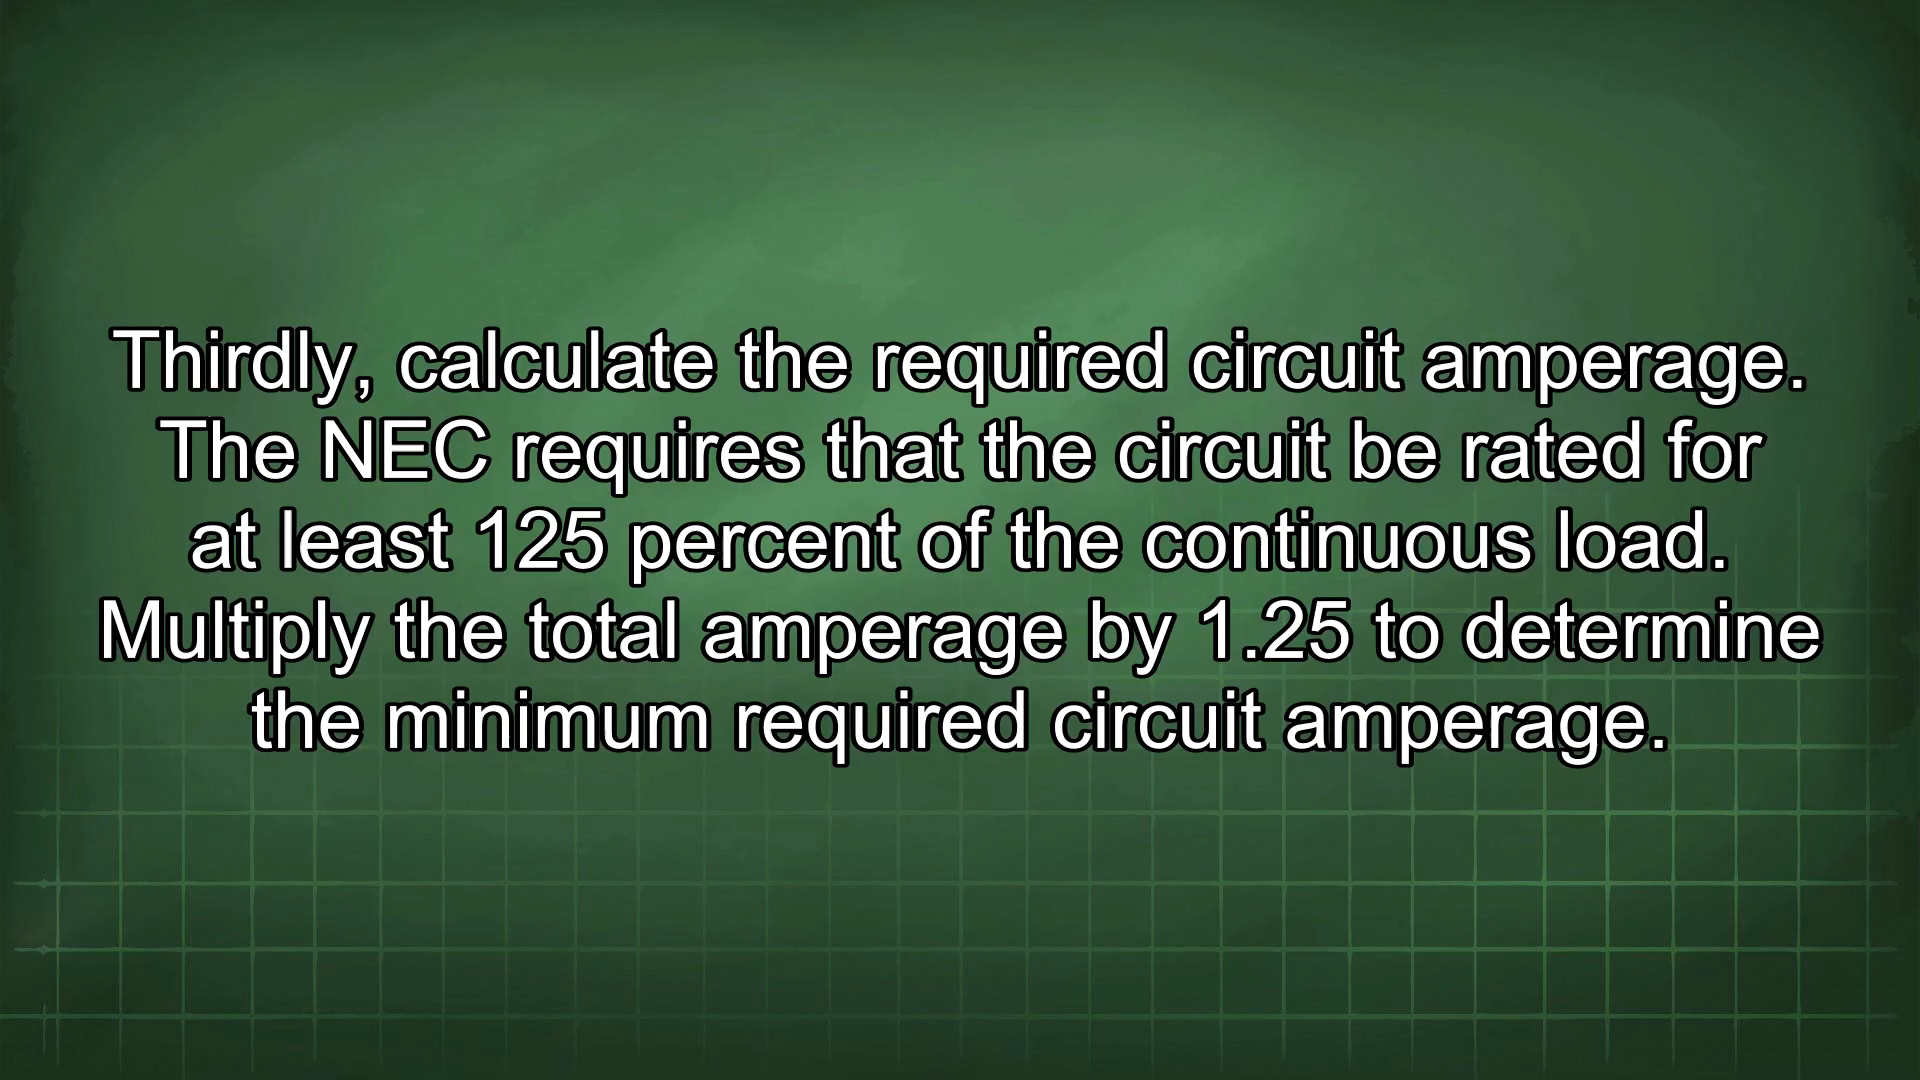 Thirdly, calculate the required circuit amperage.
The NEC requires that the circuit be rated for
at least 125 percent of the continuous load.
Multiply the total amperage by 1.25 to determine
the minimum required circuit amperage.